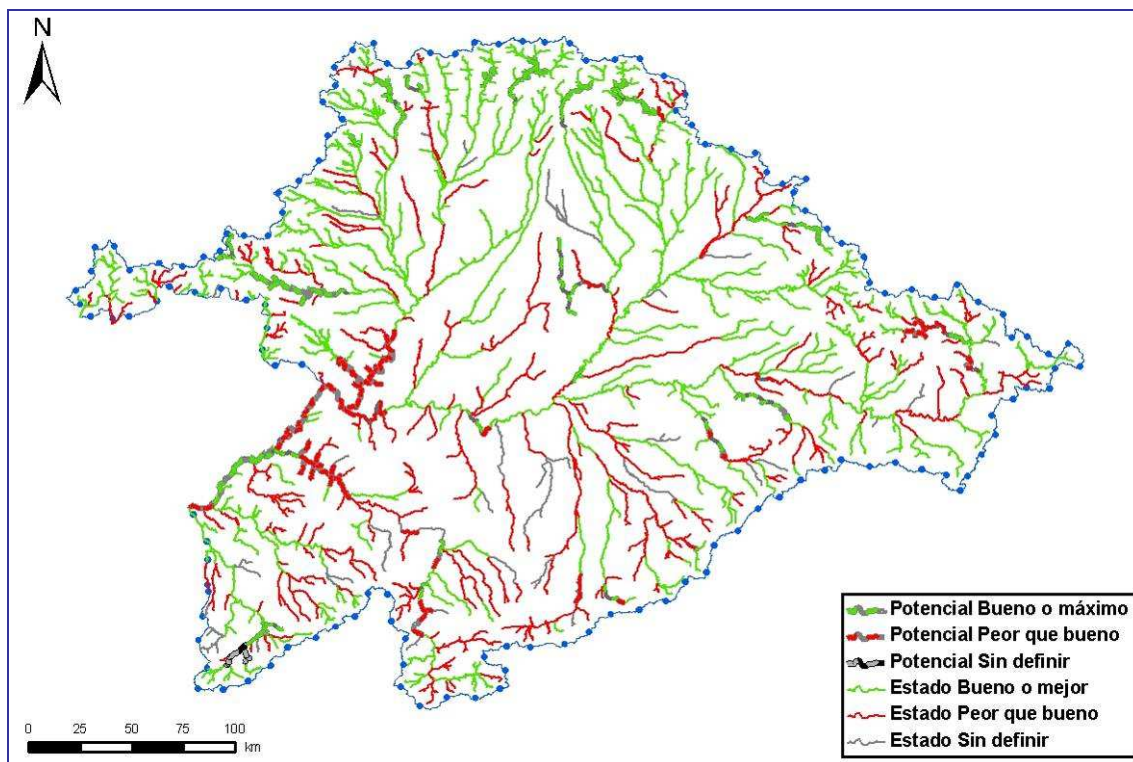 N
Potencial Bueno o máximo
Potencial Peor que bueno
Potencial Sin definir
Estado Bueno o mejor
Estado Peor que bueno
Estado Sin definir
0 25 50 75 100
km